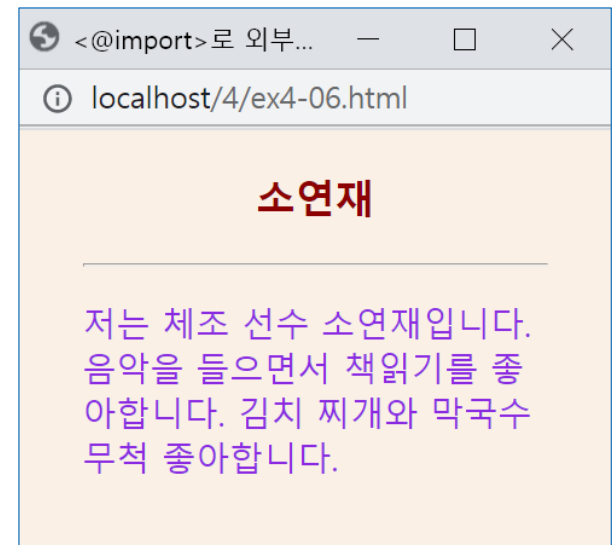 <@import>로 외부...
localhost/4/ex4-06.html
소연재
저는 체조 선수 소연재입니다.
음악을 들으면서 책읽기를 좋
아합니다. 김치 찌개와 막국수
무척 좋아합니다.